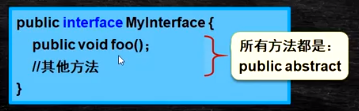 public interface MyInterface {
public void foo();
//其他方法
}
所有方法都是：
public abstract